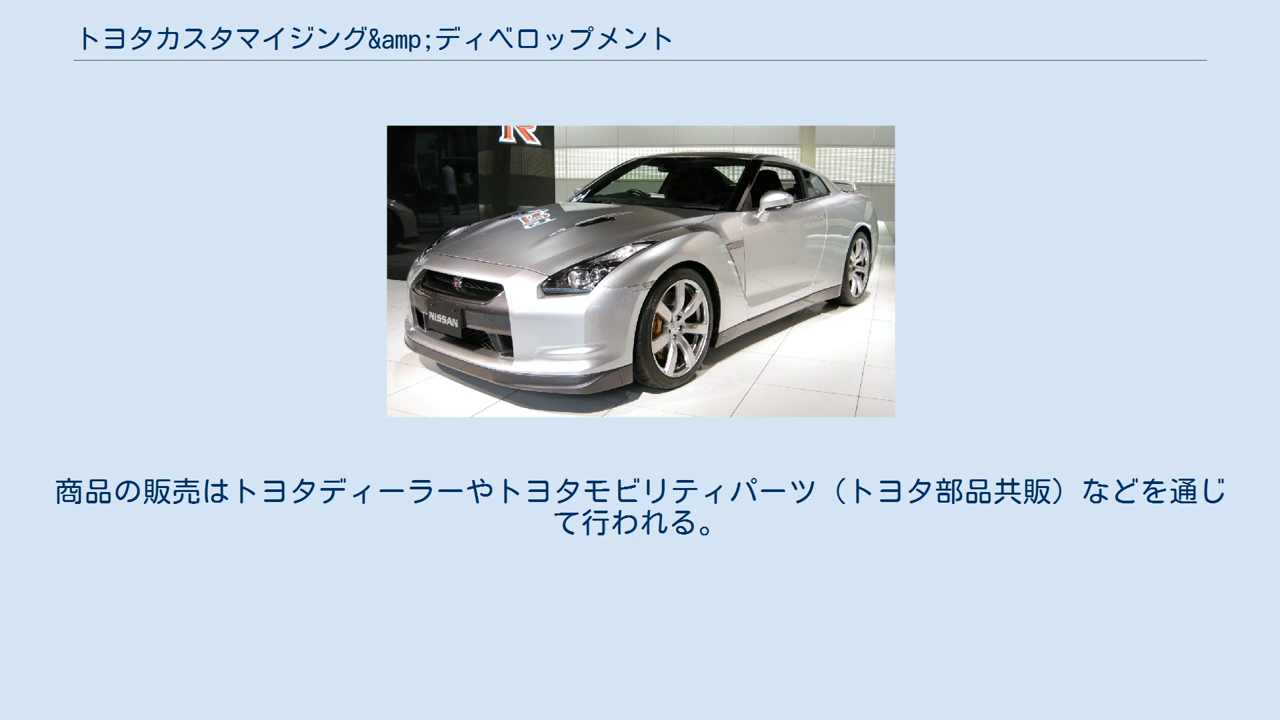 トヨタカスタマイジング&amp;ディベロップメント
R
NISSAN
商品の販売はトヨタディーラーやトヨタモビリティパーツ（トヨタ部品共販）などを通じ
て行われる。